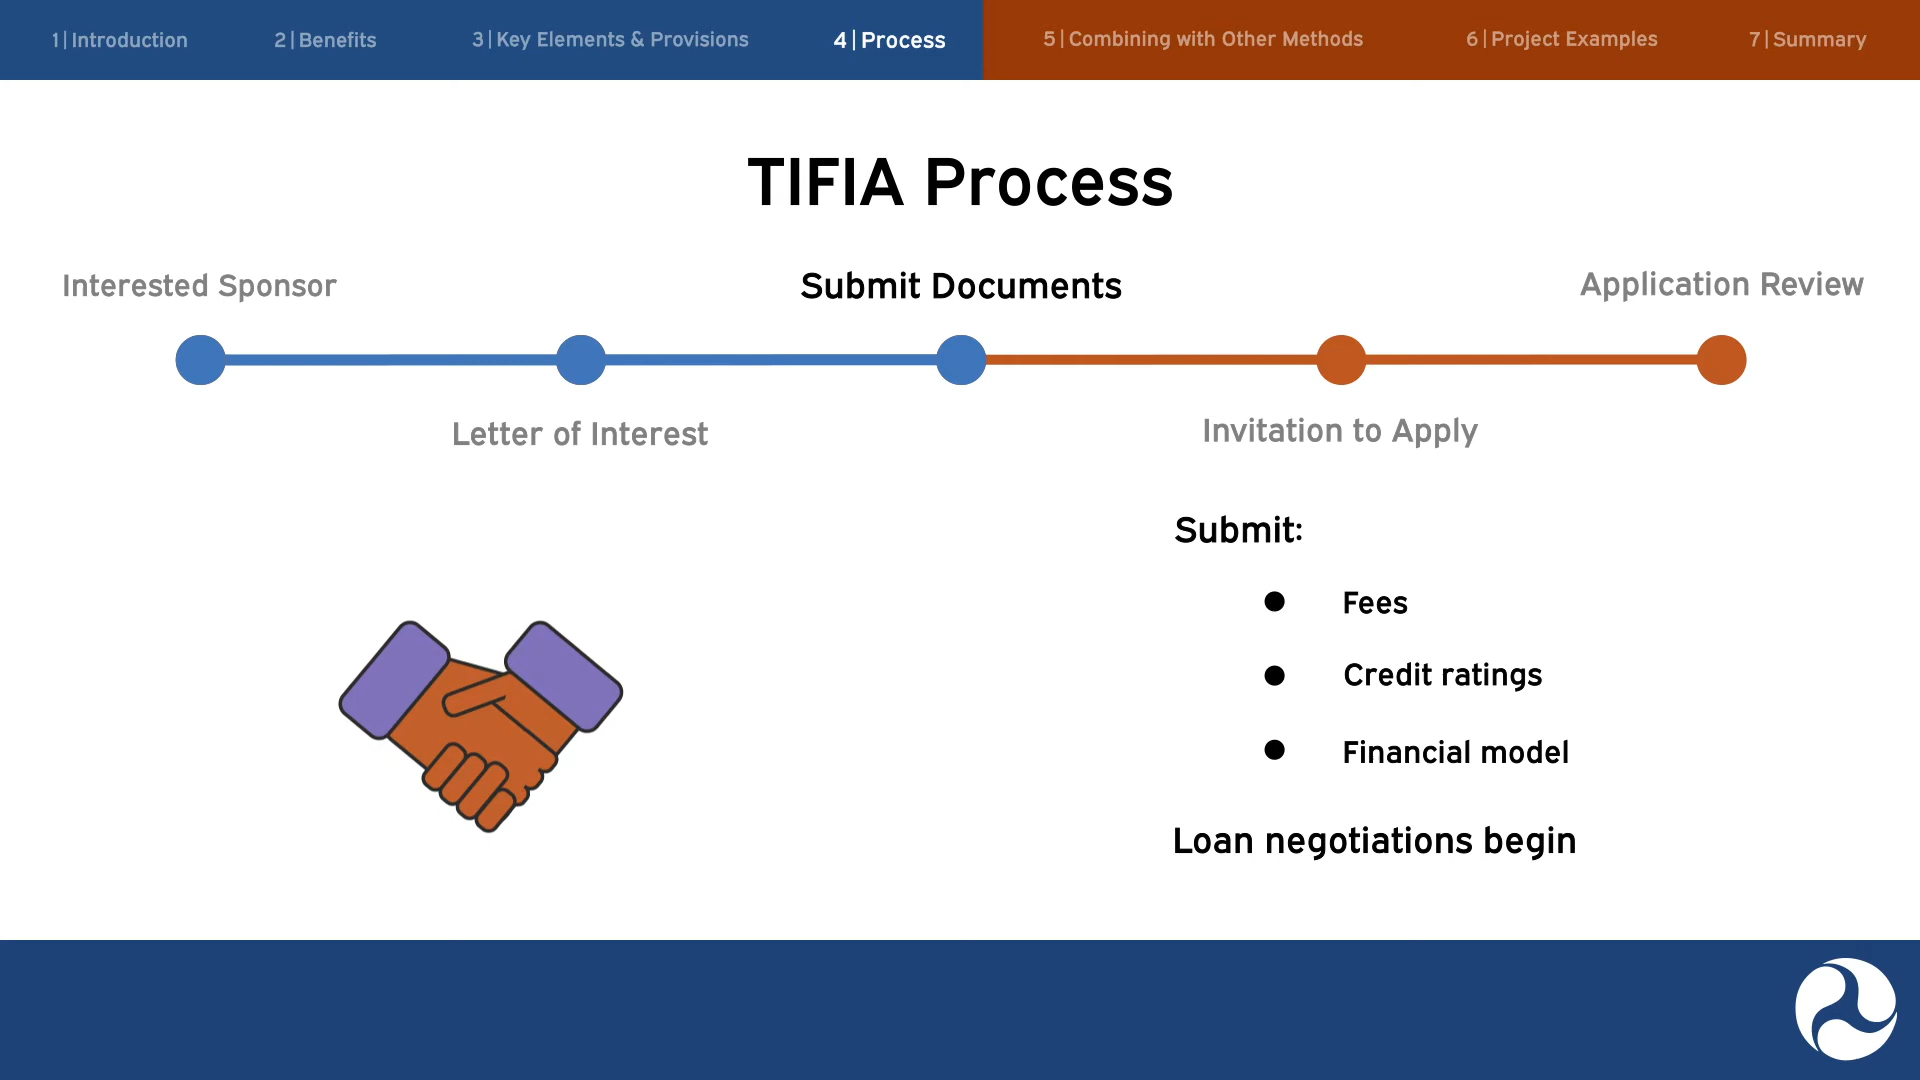 1|Introduction
2|Benefits
3|Key Elements & Provisions
4|Process
5|Combining with Other Methods
6|Project Examples
7|Summary
TIFIA Process
Interested Sponsor
Submit Documents
Application Review
Letter of Interest
Invitation to Apply
Submit:
● Fees
● Credit ratings
● Financial model
Loan negotiations begin